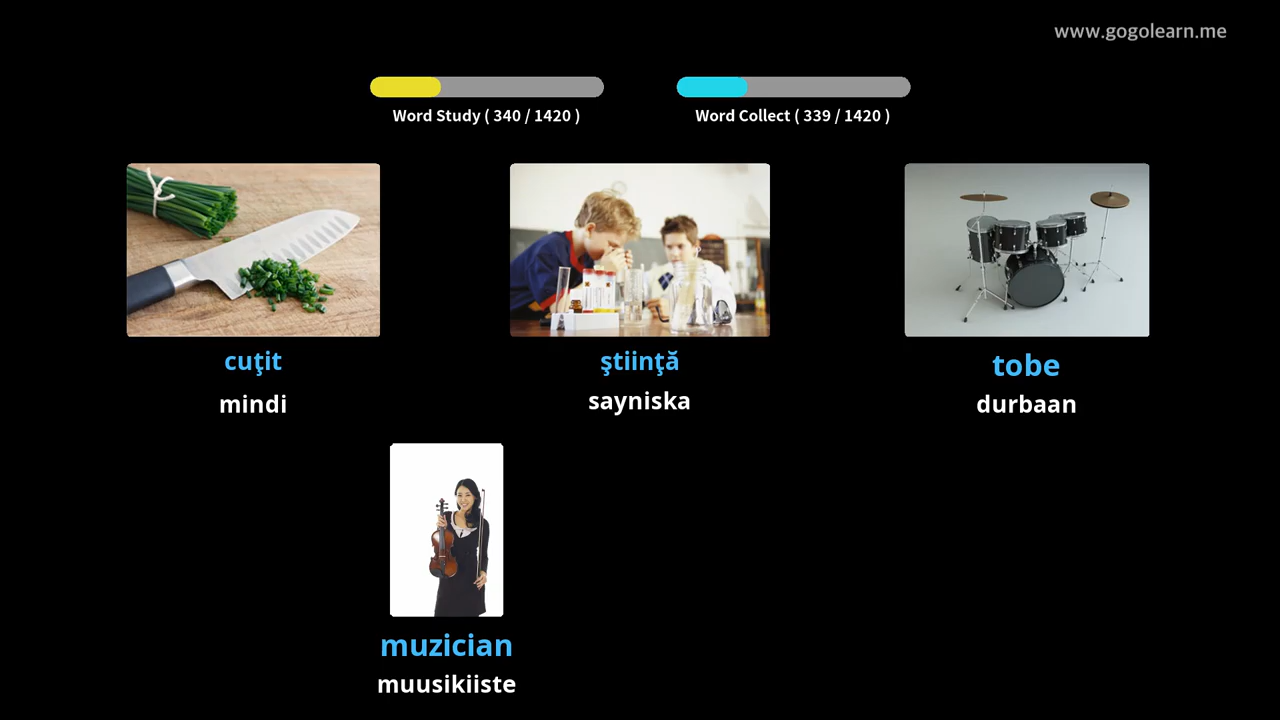 www.gogolearn.me
Word Study ( 340 / 1420 )
Word Collect ( 339 / 1420 )
cuţit
ştiinţă
tobe
mindi
sayniska
durbaan
muzician
muusikiiste